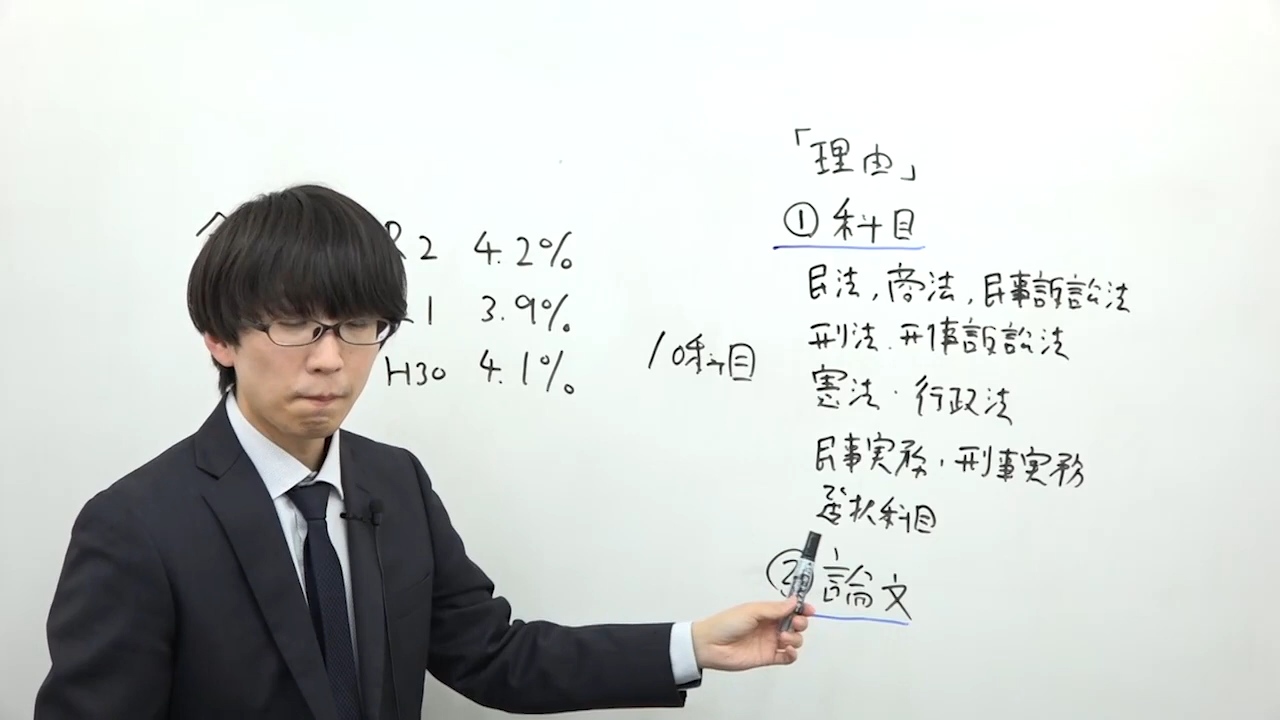 2 4.2%
1 3.9%
H30 4.1%
10科目
「理由」
① 科目
民法,商法,民事訴訟法
刑法.刑事訴訟法
憲法・行政法
民事実務,刑事実務
選択科目
② 論文